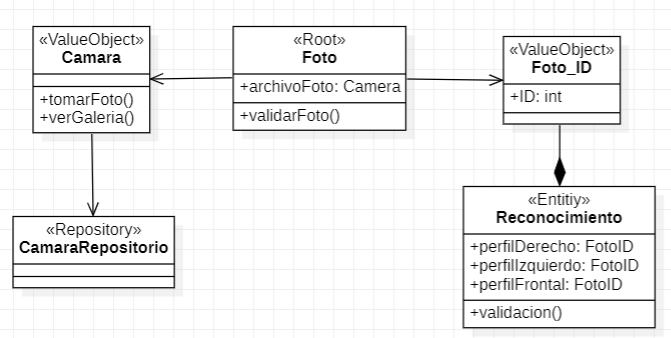 «ValueObject»
Camara
+tomarFoto()
+verGaleria()
«Root»
Foto
+archivoFoto: Camera
+validarFoto()
«ValueObject»
Foto_ID
+ID: int
«Repository»
CamaraRepositorio
«Entitiy»
Reconocimiento
+perfilDerecho: FotoID
+perfilIzquierdo: FotoID
+perfilFrontal: FotoID
+validacion()